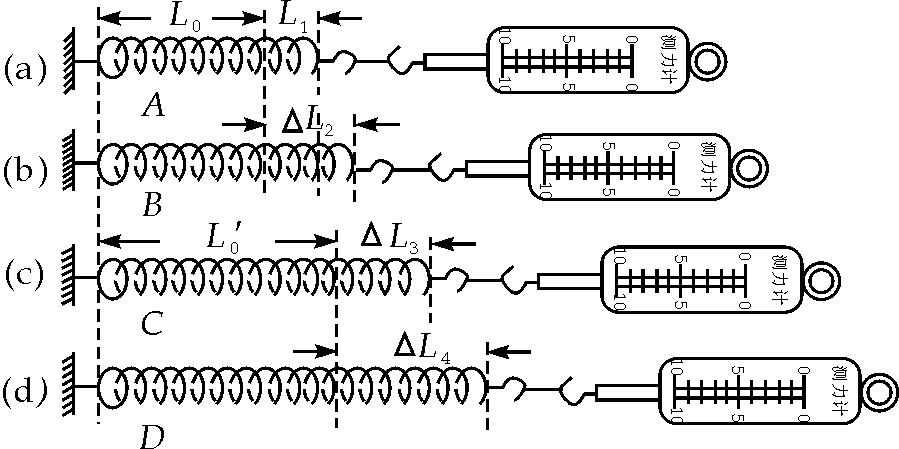 L₀ L₁
(a) 10 5 0 测力计
10 5 0
A
ΔL₂
(b) 10 5 0 测力计
10 5 0
B
L₀′ ΔL₃
(c) 10 5 0 测力计
10 5 0
C
ΔL₄
(d) 10 5 0 测力计
10 5 0
D